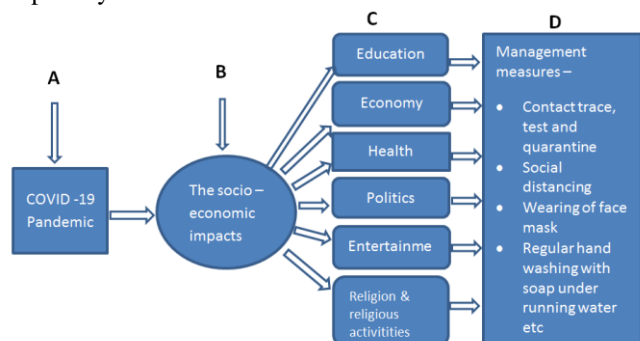 C
D
A
B
COVID -19
Pandemic
The socio –
economic
impacts
Education
Economy
Health
Politics
Entertainme
Religion &
religious
activitities
Management
measures –
• Contact trace,
test and
quarantine
• Social
distancing
• Wearing of face
mask
• Regular hand
washing with
soap under
running water
etc